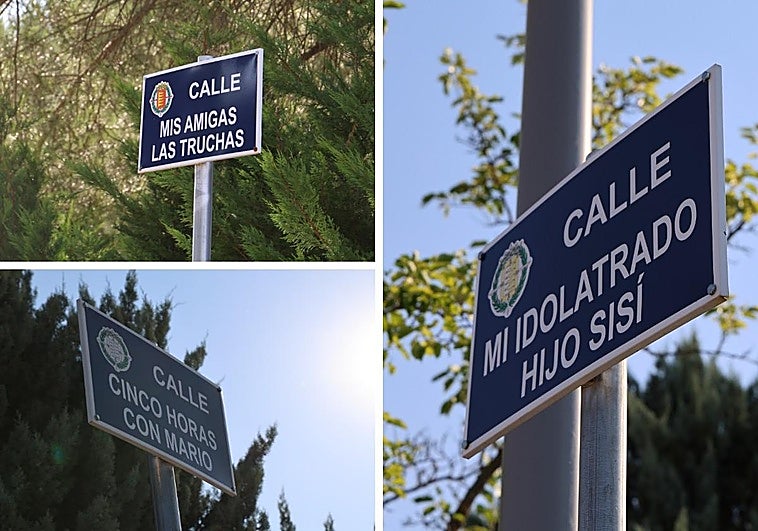 CALLE
MIS AMIGAS
LAS TRUCHAS
CALLE
CINCO HORAS
CON MARIO
CALLE
MI IDOLATRADO
HIJO SISÍ